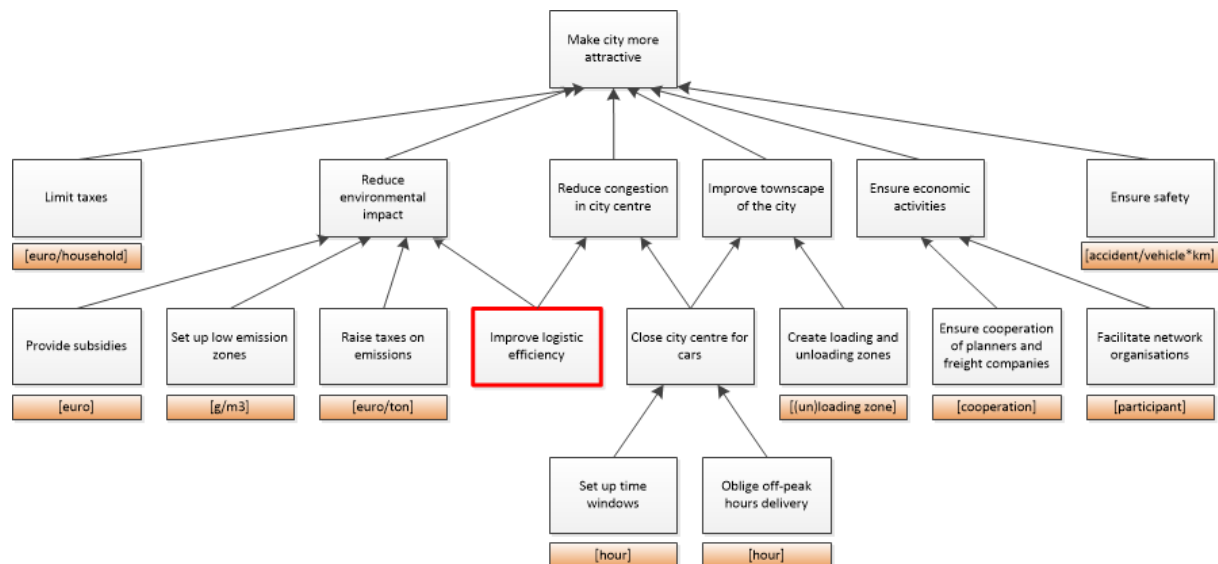 Make city more
attractive
Limit taxes
Reduce
environmental
impact
Reduce congestion
in city centre
Improve townscape
of the city
Ensure economic
activities
Ensure safety
[euro/household]
[accident/vehicle*km]
Provide subsidies
Set up low emission
zones
Raise taxes on
emissions
Improve logistic
efficiency
Close city centre for
cars
Create loading and
unloading zones
Ensure cooperation
of planners and
freight companies
Facilitate network
organisations
[euro]
[g/m3]
[euro/ton]
[(un)loading zone]
[cooperation]
[participant]
Set up time
windows
Oblige off-peak
hours delivery
[hour]
[hour]